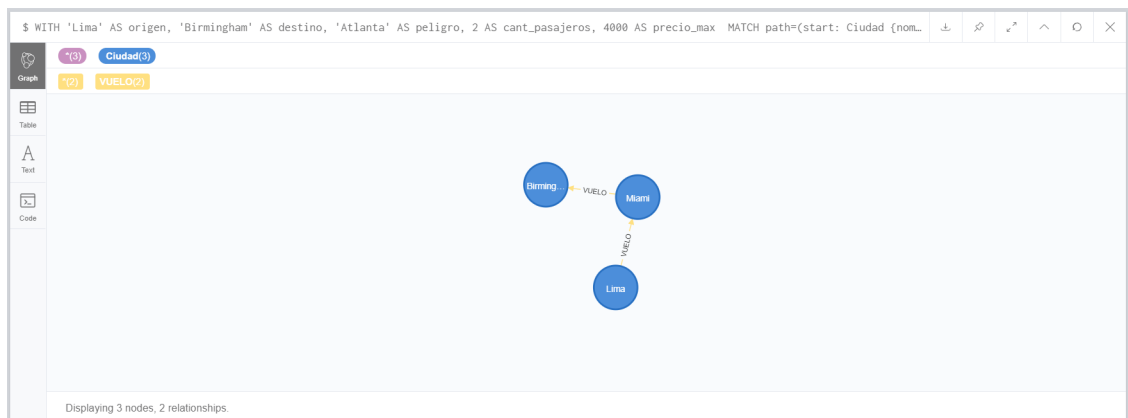 $ WITH 'Lima' AS origen, 'Birmingham' AS destino, 'Atlanta' AS peligro, 2 AS cant_pasajeros, 4000 AS precio_max  MATCH path=(start: Ciudad {nom…
*(3) Ciudad(3)
Graph
*(2) VUELO(2)
Table
Text
Code
Birming…
VUELO
Miami
VUELO
Lima
Displaying 3 nodes, 2 relationships.